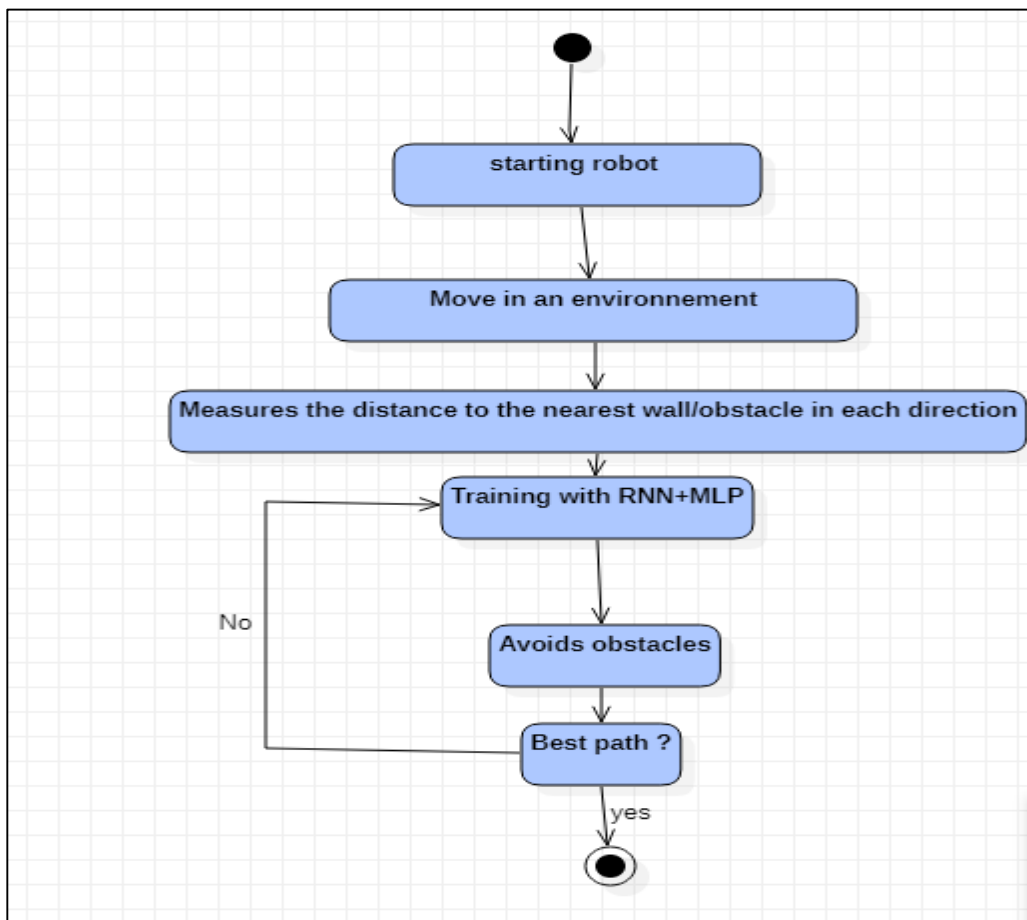 starting robot
Move in an environnement
Measures the distance to the nearest wall/obstacle in each direction
Training with RNN+MLP
No
Avoids obstacles
Best path ?
yes